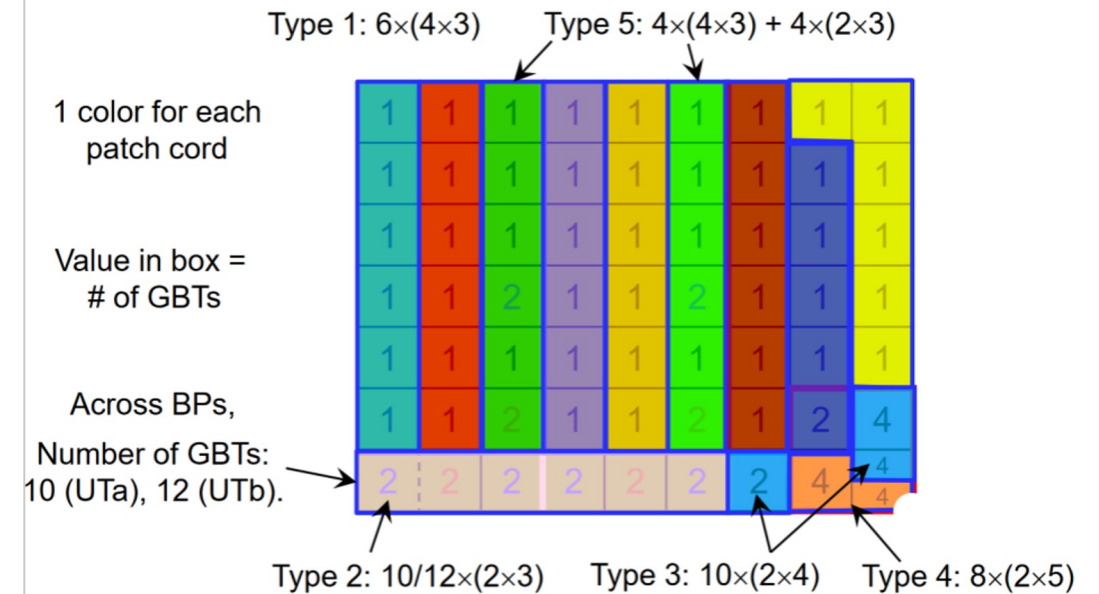 Type 1: 6×(4×3) Type 5: 4×(4×3) + 4×(2×3)
1 color for each
patch cord
Value in box =
# of GBTs
Across BPs,
Number of GBTs:
10 (UTa), 12 (UTb).
1 1 1 1 1 1 1 1 1
1 1 1 1 1 1 1 1 1
1 1 1 1 1 1 1 1 1
1 1 2 1 1 2 1 1 1
1 1 1 1 1 1 1 1 1
1 1 2 1 1 2 1 2 4
4
2 2 2 2 2 2 2 4
4
Type 2: 10/12×(2×3) Type 3: 10×(2×4) Type 4: 8×(2×5)